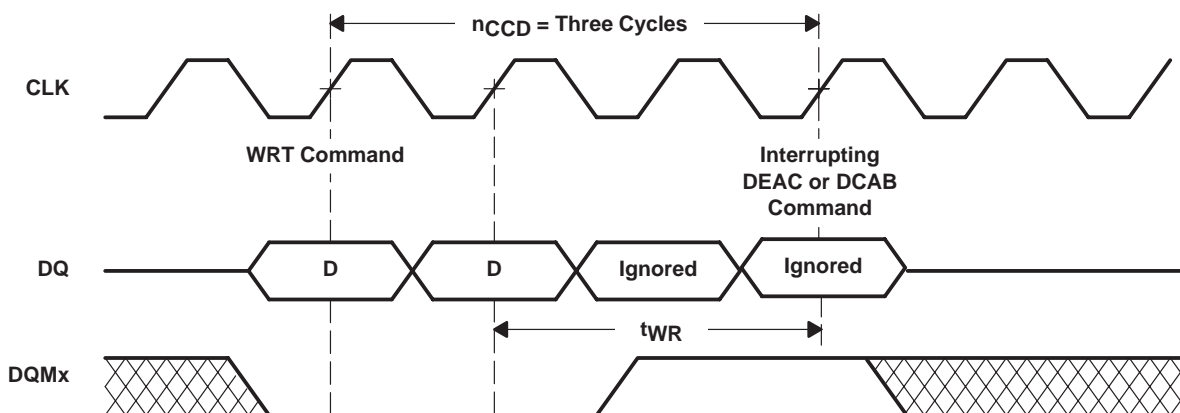 nCCD = Three Cycles
CLK
WRT Command
Interrupting
DEAC or DCAB
Command
DQ
D
D
Ignored
Ignored
tWR
DQMx